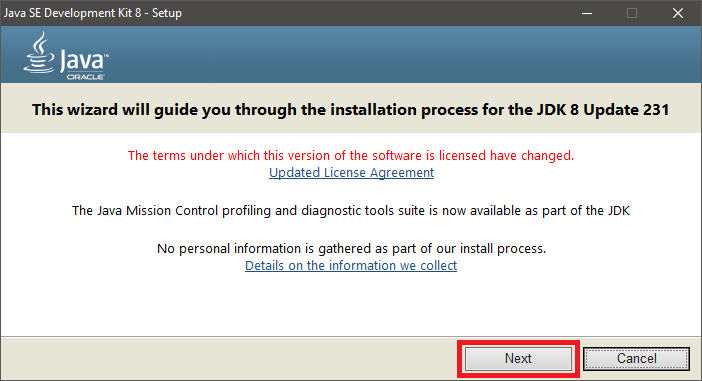 Java SE Development Kit 8 - Setup
Java™
ORACLE
This wizard will guide you through the installation process for the JDK 8 Update 231
The terms under which this version of the software is licensed have changed.
Updated License Agreement
The Java Mission Control profiling and diagnostic tools suite is now available as part of the JDK
No personal information is gathered as part of our install process.
Details on the information we collect
Next
Cancel